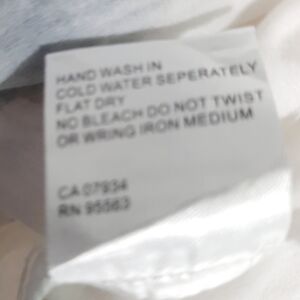 HAND WASH IN
COLD WATER SEPERATELY
FLAT DRY
NO BLEACH DO NOT TWIST
OR WRING IRON MEDIUM
CA 07934
RN 95563